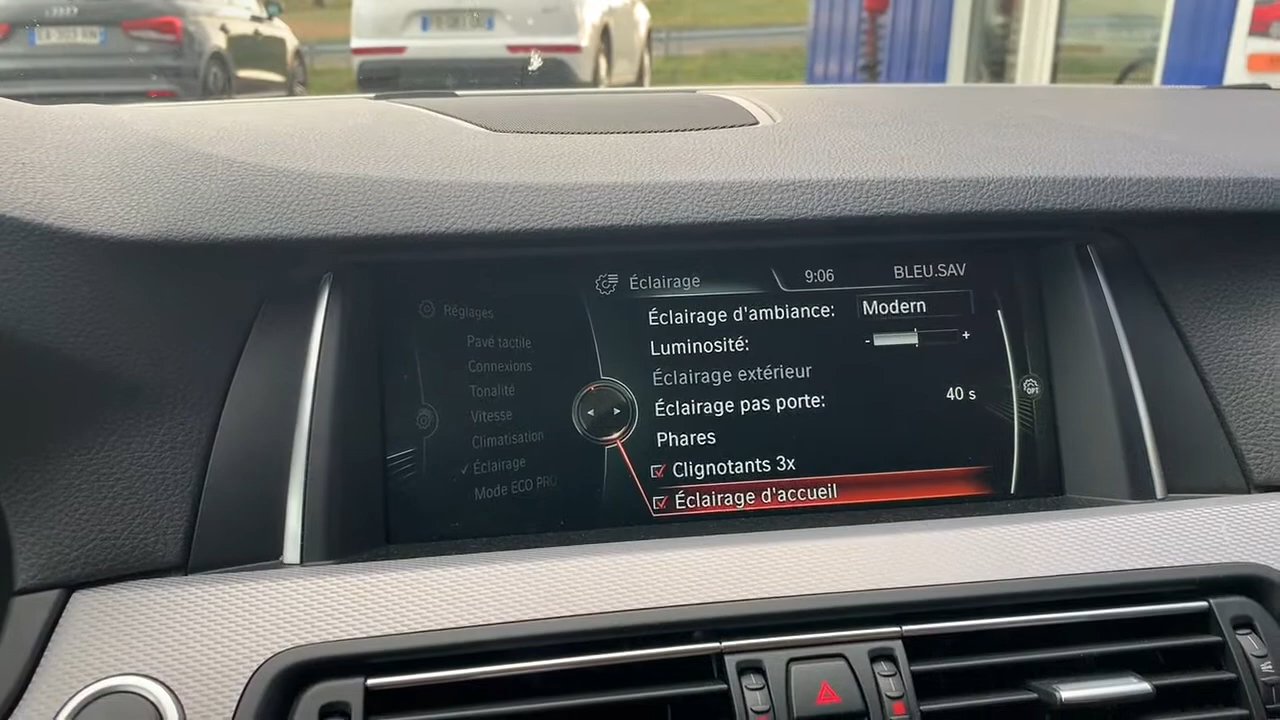 Éclairage
9:06
BLEU.SAV
Réglages
Pavé tactile
Connexions
Tonalité
Vitesse
Climatisation
Éclairage
Mode ECO PRO
Éclairage d'ambiance: Modern
Luminosité: - +
Éclairage extérieur
Éclairage pas porte: 40 s
Phares
Clignotants 3x
Éclairage d'accueil
OPT